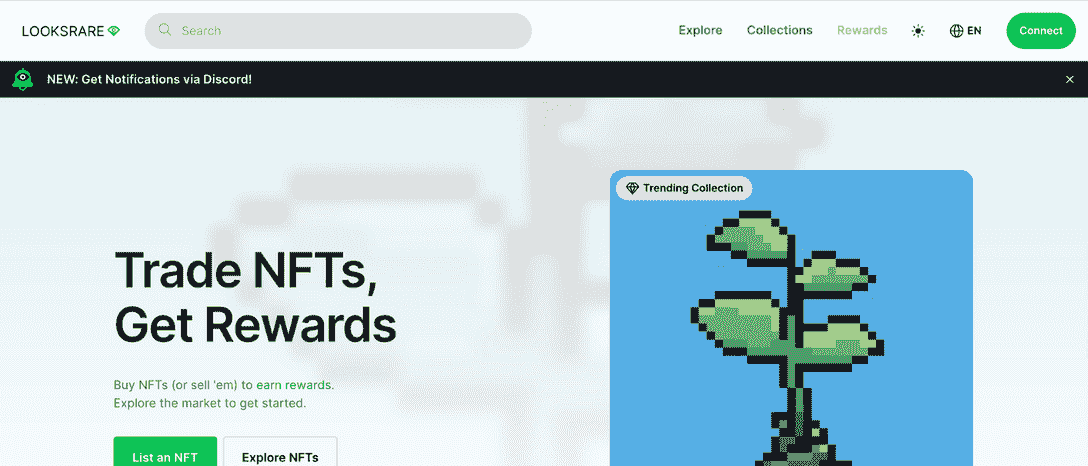 LOOKSRARE
Search
Explore
Collections
Rewards
EN
Connect
NEW: Get Notifications via Discord!
Trending Collection
Trade NFTs,
Get Rewards
Buy NFTs (or sell 'em) to earn rewards.
Explore the market to get started.
List an NFT
Explore NFTs